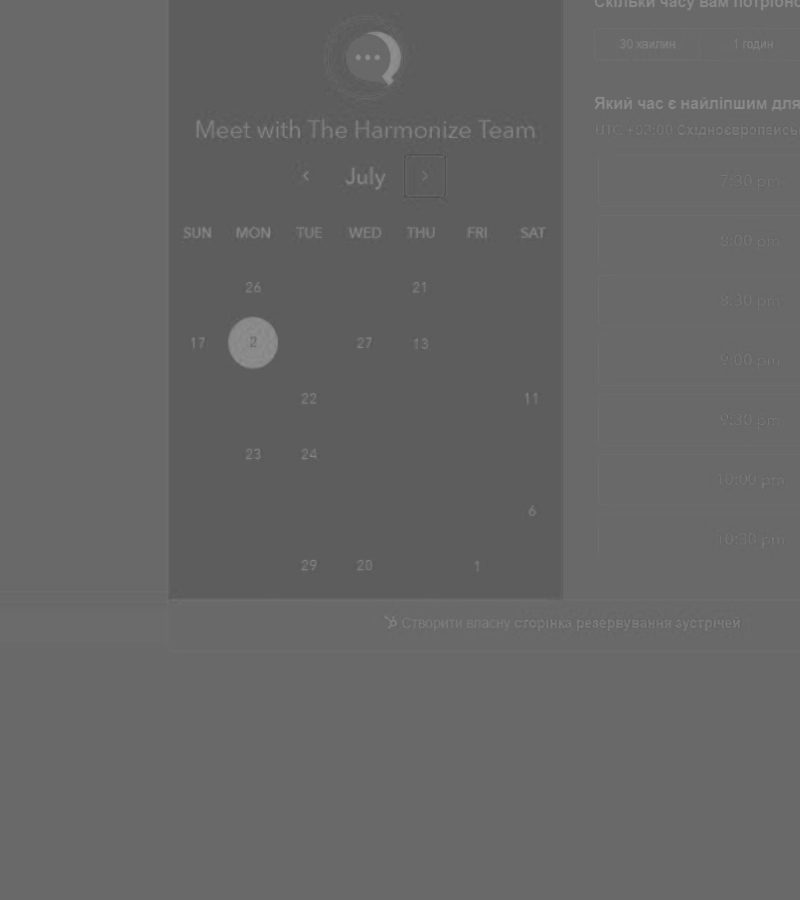 Скільки часу вам потрібно
30 хвилин 1 годин
Meet with The Harmonize Team
Який час є найліпшим для
UTC +03:00 Східноєвропейськ
July
7:30 pm
SUN MON TUE WED THU FRI SAT
8:00 pm
26 21
8:30 pm
17 2 27 13
9:00 pm
22 11
9:30 pm
23 24
10:00 pm
6
10:30 pm
29 28 1
Створити власну сторінка резервування зустрічей